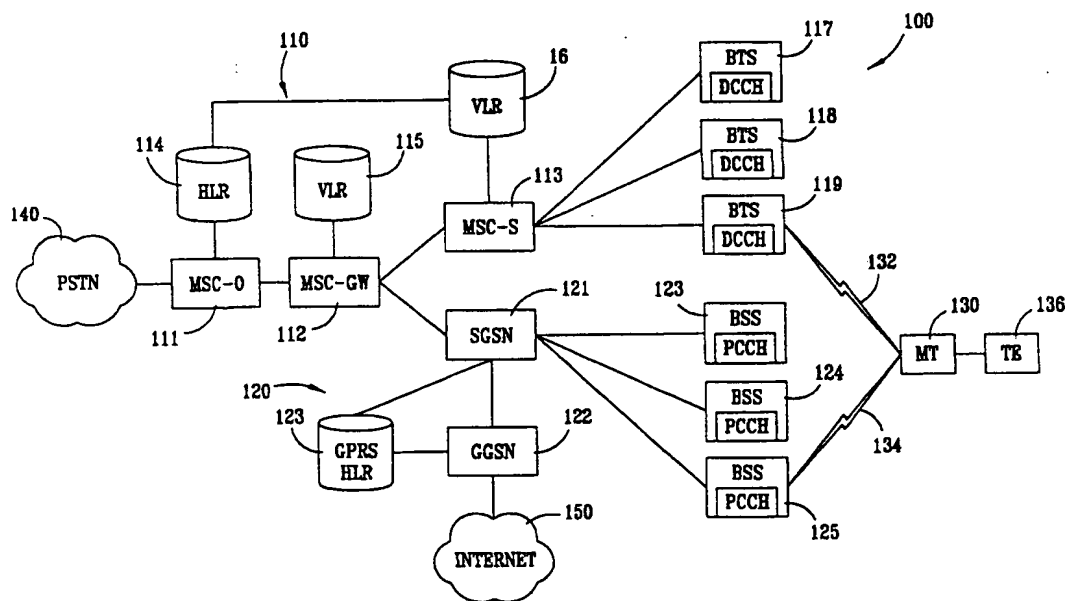 110
16
117
100
BTS
DCCH
VLR
118
BTS
DCCH
114
115
HLR
VLR
113
119
140
MSC-S
BTS
DCCH
PSTN
MSC-O
MSC-GW
121
123
132
111
112
SGSN
BSS
PCCH
130
136
MT
TE
120
124
123
122
BSS
PCCH
134
GPRS
HLR
GGSN
BSS
PCCH
150
125
INTERNET